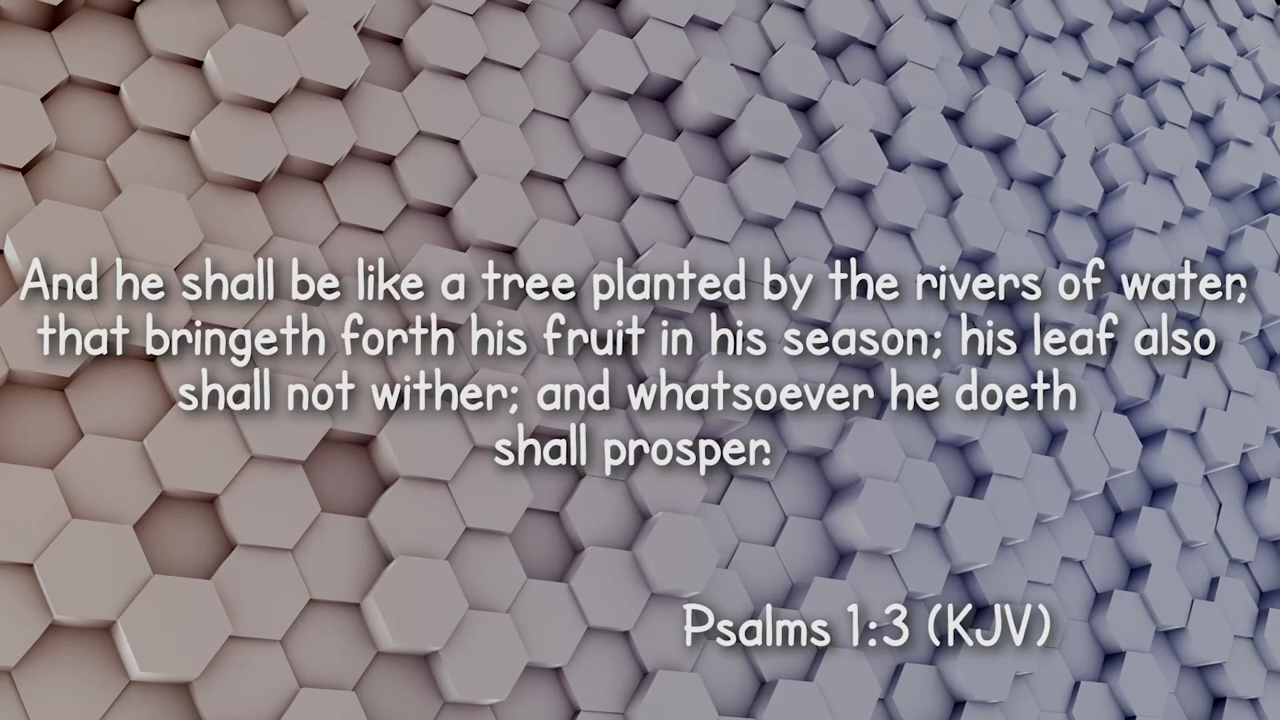 And he shall be like a tree planted by the rivers of water,
that bringeth forth his fruit in his season; his leaf also
shall not wither; and whatsoever he doeth
shall prosper.
Psalms 1:3 (KJV)